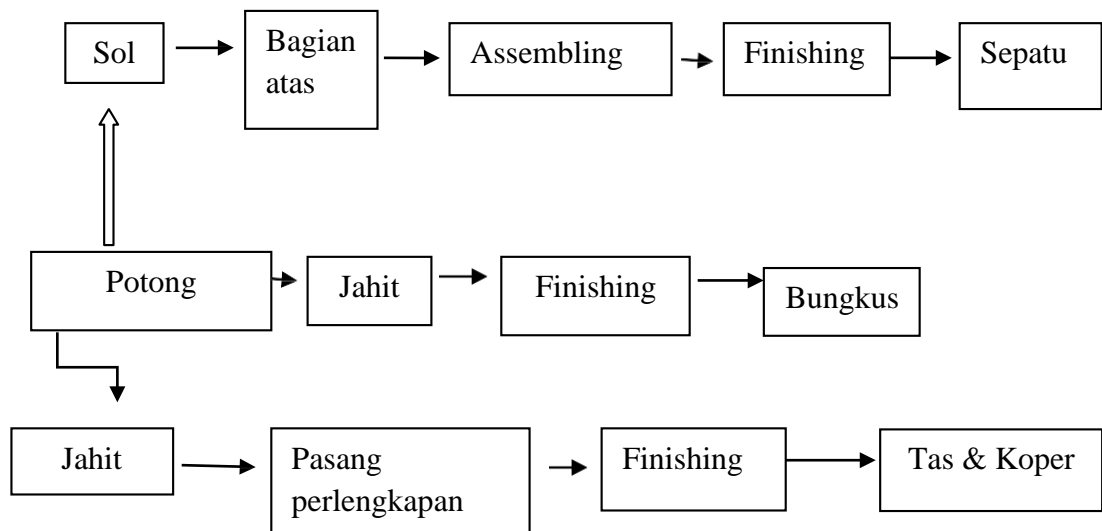 Sol
Bagian
atas
Assembling
Finishing
Sepatu
Potong
Jahit
Finishing
Bungkus
Jahit
Pasang
perlengkapan
Finishing
Tas & Koper